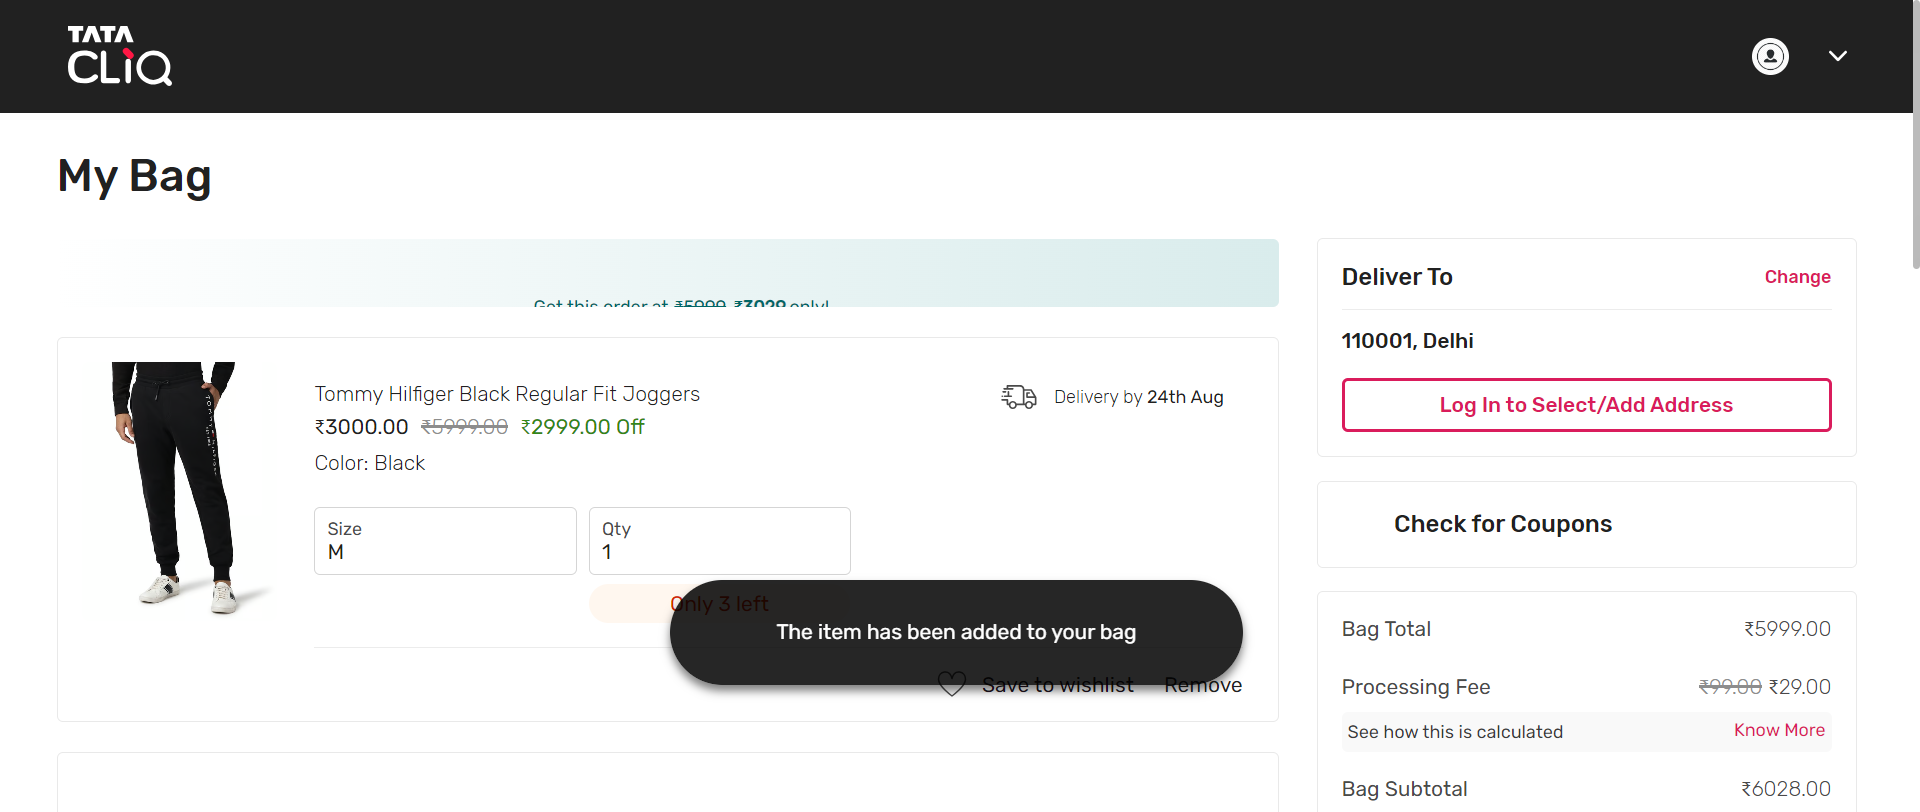 TATA
CLiQ
My Bag
Get this order at ₹5999 ₹3029 only!
Tommy Hilfiger Black Regular Fit Joggers
₹3000.00 ₹5999.00 ₹2999.00 Off
Color: Black
Delivery by 24th Aug
Size
M
Qty
1
Only 3 left
The item has been added to your bag
Save to wishlist
Remove
Deliver To
Change
110001, Delhi
Log In to Select/Add Address
Check for Coupons
Bag Total ₹5999.00
Processing Fee ₹99.00 ₹29.00
See how this is calculated Know More
Bag Subtotal ₹6028.00